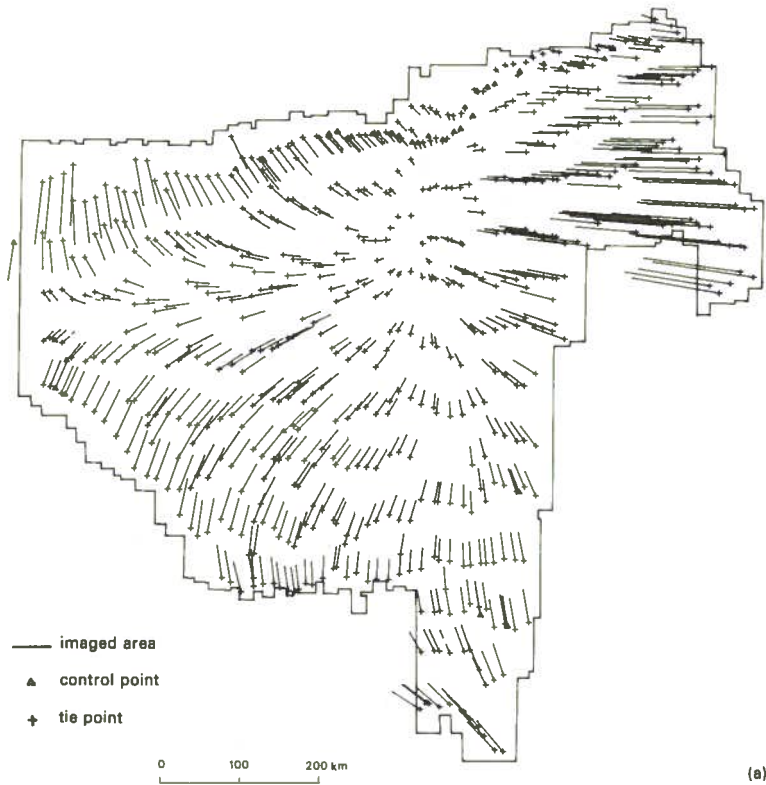 imaged area
control point
tie point
0 100 200 km
(a)